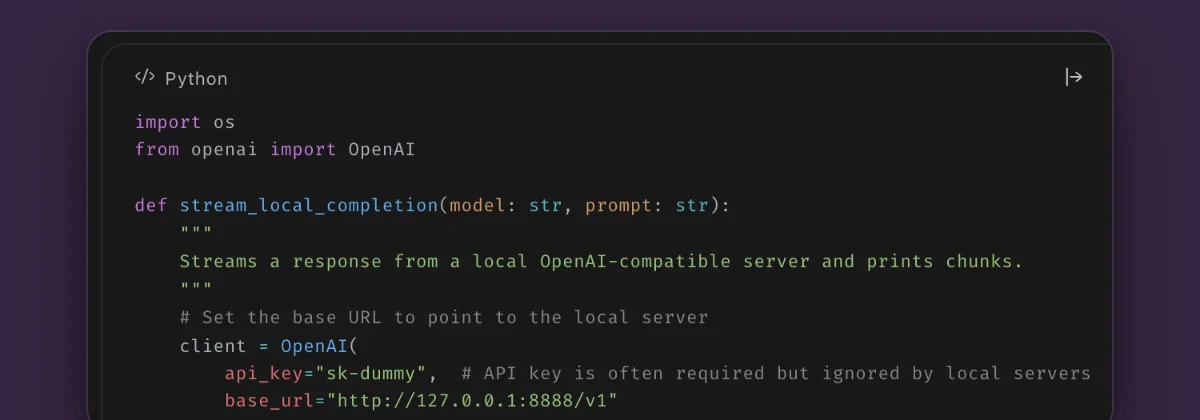 </> Python
import os
from openai import OpenAI
def stream_local_completion(model: str, prompt: str):
    """
    Streams a response from a local OpenAI-compatible server and prints chunks.
    """
    # Set the base URL to point to the local server
    client = OpenAI(
        api_key="sk-dummy",  # API key is often required but ignored by local servers
        base_url="http://127.0.0.1:8888/v1"